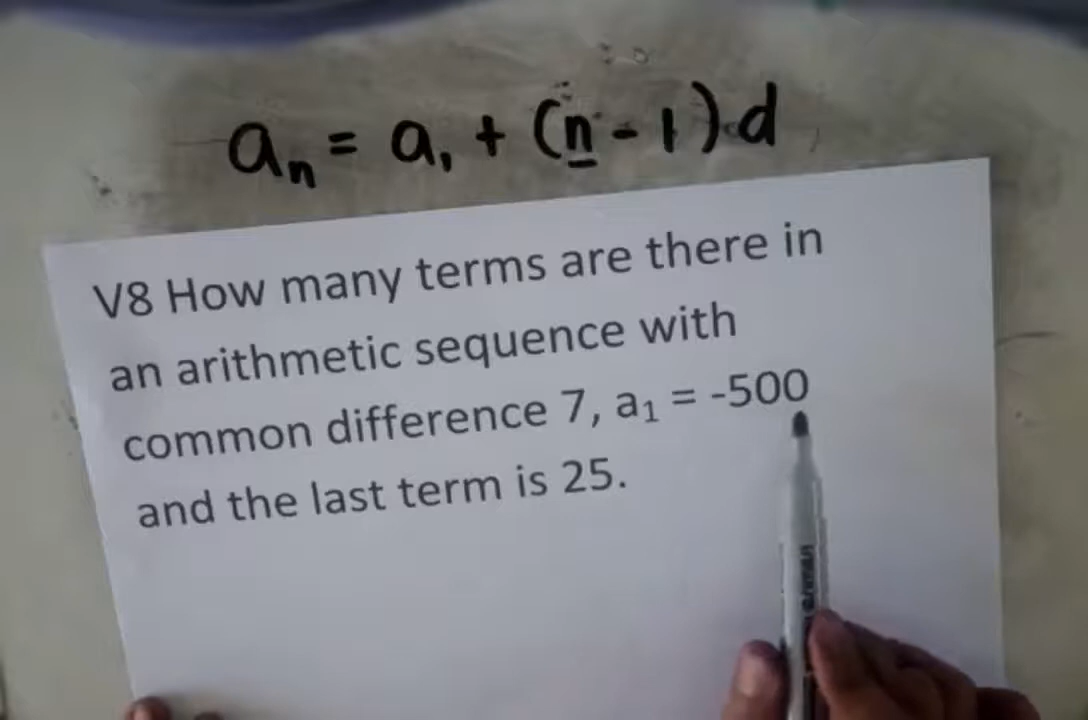 aₙ = a₁ + (n - 1) d
V8 How many terms are there in
an arithmetic sequence with
common difference 7, a₁ = -500
and the last term is 25.